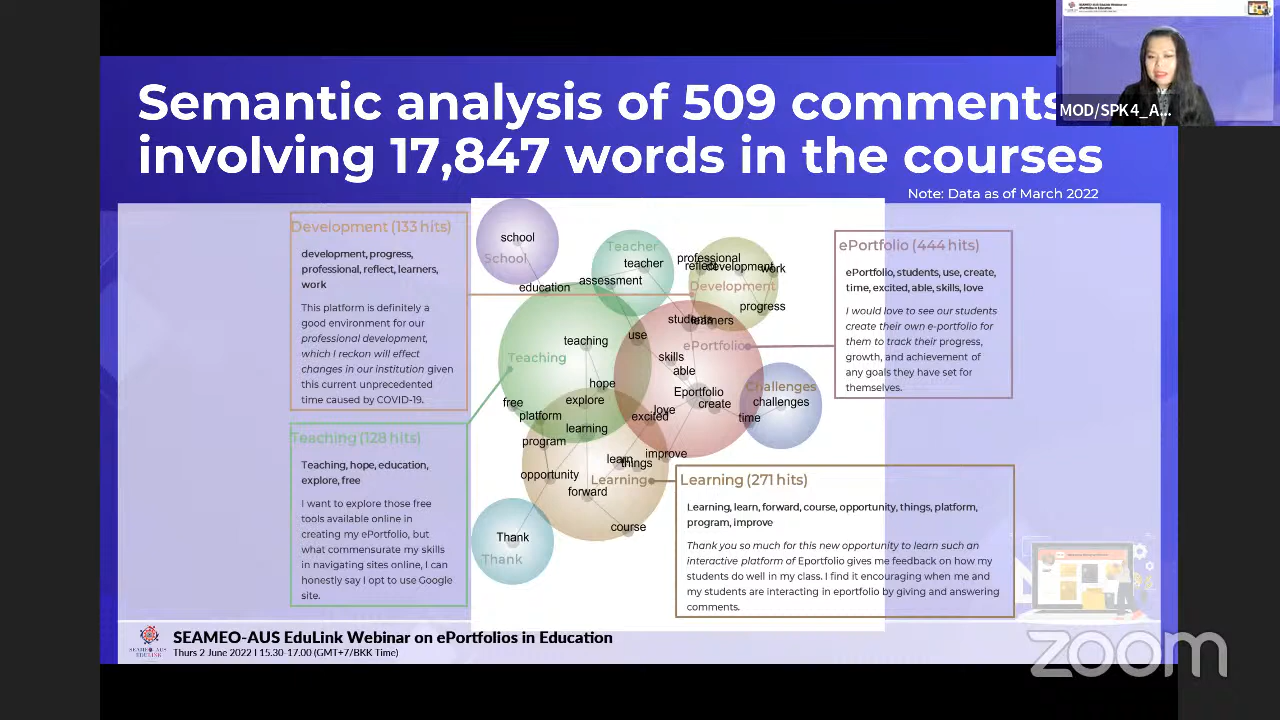 Semantic analysis of 509 comments
involving 17,847 words in the courses
Note: Data as of March 2022
MOD/SPK4_A...
SEAMEO-AUS EduLink Webinar on
ePortfolios in Education
Development (133 hits)
development, progress,
professional, reflect, learners,
work
This platform is definitely a
good environment for our
professional development,
which I reckon will effect
changes in our institution given
this current unprecedented
time caused by COVID-19.
Teaching (128 hits)
Teaching, hope, education,
explore, free
I want to explore those free
tools available online in
creating my ePortfolio, but
what commensurate my skills
in navigating sites online, I can
honestly say I opt to use Google
site.
school
School
Teacher
teacher
assessment
education
professional
reflect
development
work
Development
progress
students
learners
use
teaching
Teaching
ePortfolio
skills
able
hope
Eportfolio
create
explore
free
platform
love
excited
Challenges
challenges
time
learning
program
learn
things
improve
opportunity
Learning
forward
course
Thank
Thank
ePortfolio (444 hits)
ePortfolio, students, use, create,
time, excited, able, skills, love
I would love to see our students
create their own e-portfolio for
them to track their progress,
growth, and achievement of
any goals they have set for
themselves.
Learning (271 hits)
Learning, learn, forward, course, opportunity, things, platform,
program, improve
Thank you so much for this new opportunity to learn such an
interactive platform of Eportfolio gives me feedback on how my
students do well in my class. I find it encouraging when me and
my students are interacting in eportfolio by giving and answering
comments.
SEAMEO-AUS
EDULINK
SEAMEO-AUS EduLink Webinar on ePortfolios in Education
Thurs 2 June 2022 I 15.30-17.00 (GMT+7/BKK Time)
zoom